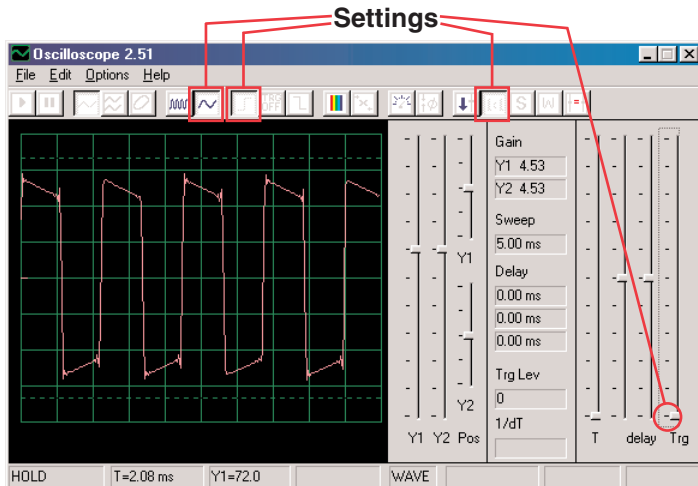 Settings
Oscilloscope 2.51
File Edit Options Help
TRG
OFF
S W
Gain
Y1 4.53
Y2 4.53
Sweep
5.00 ms
Y1
Delay
0.00 ms
0.00 ms
0.00 ms
Trg Lev
0
Y2
1/dT
Y1 Y2 Pos
T delay Trg
HOLD T=2.08 ms Y1=72.0 WAVE